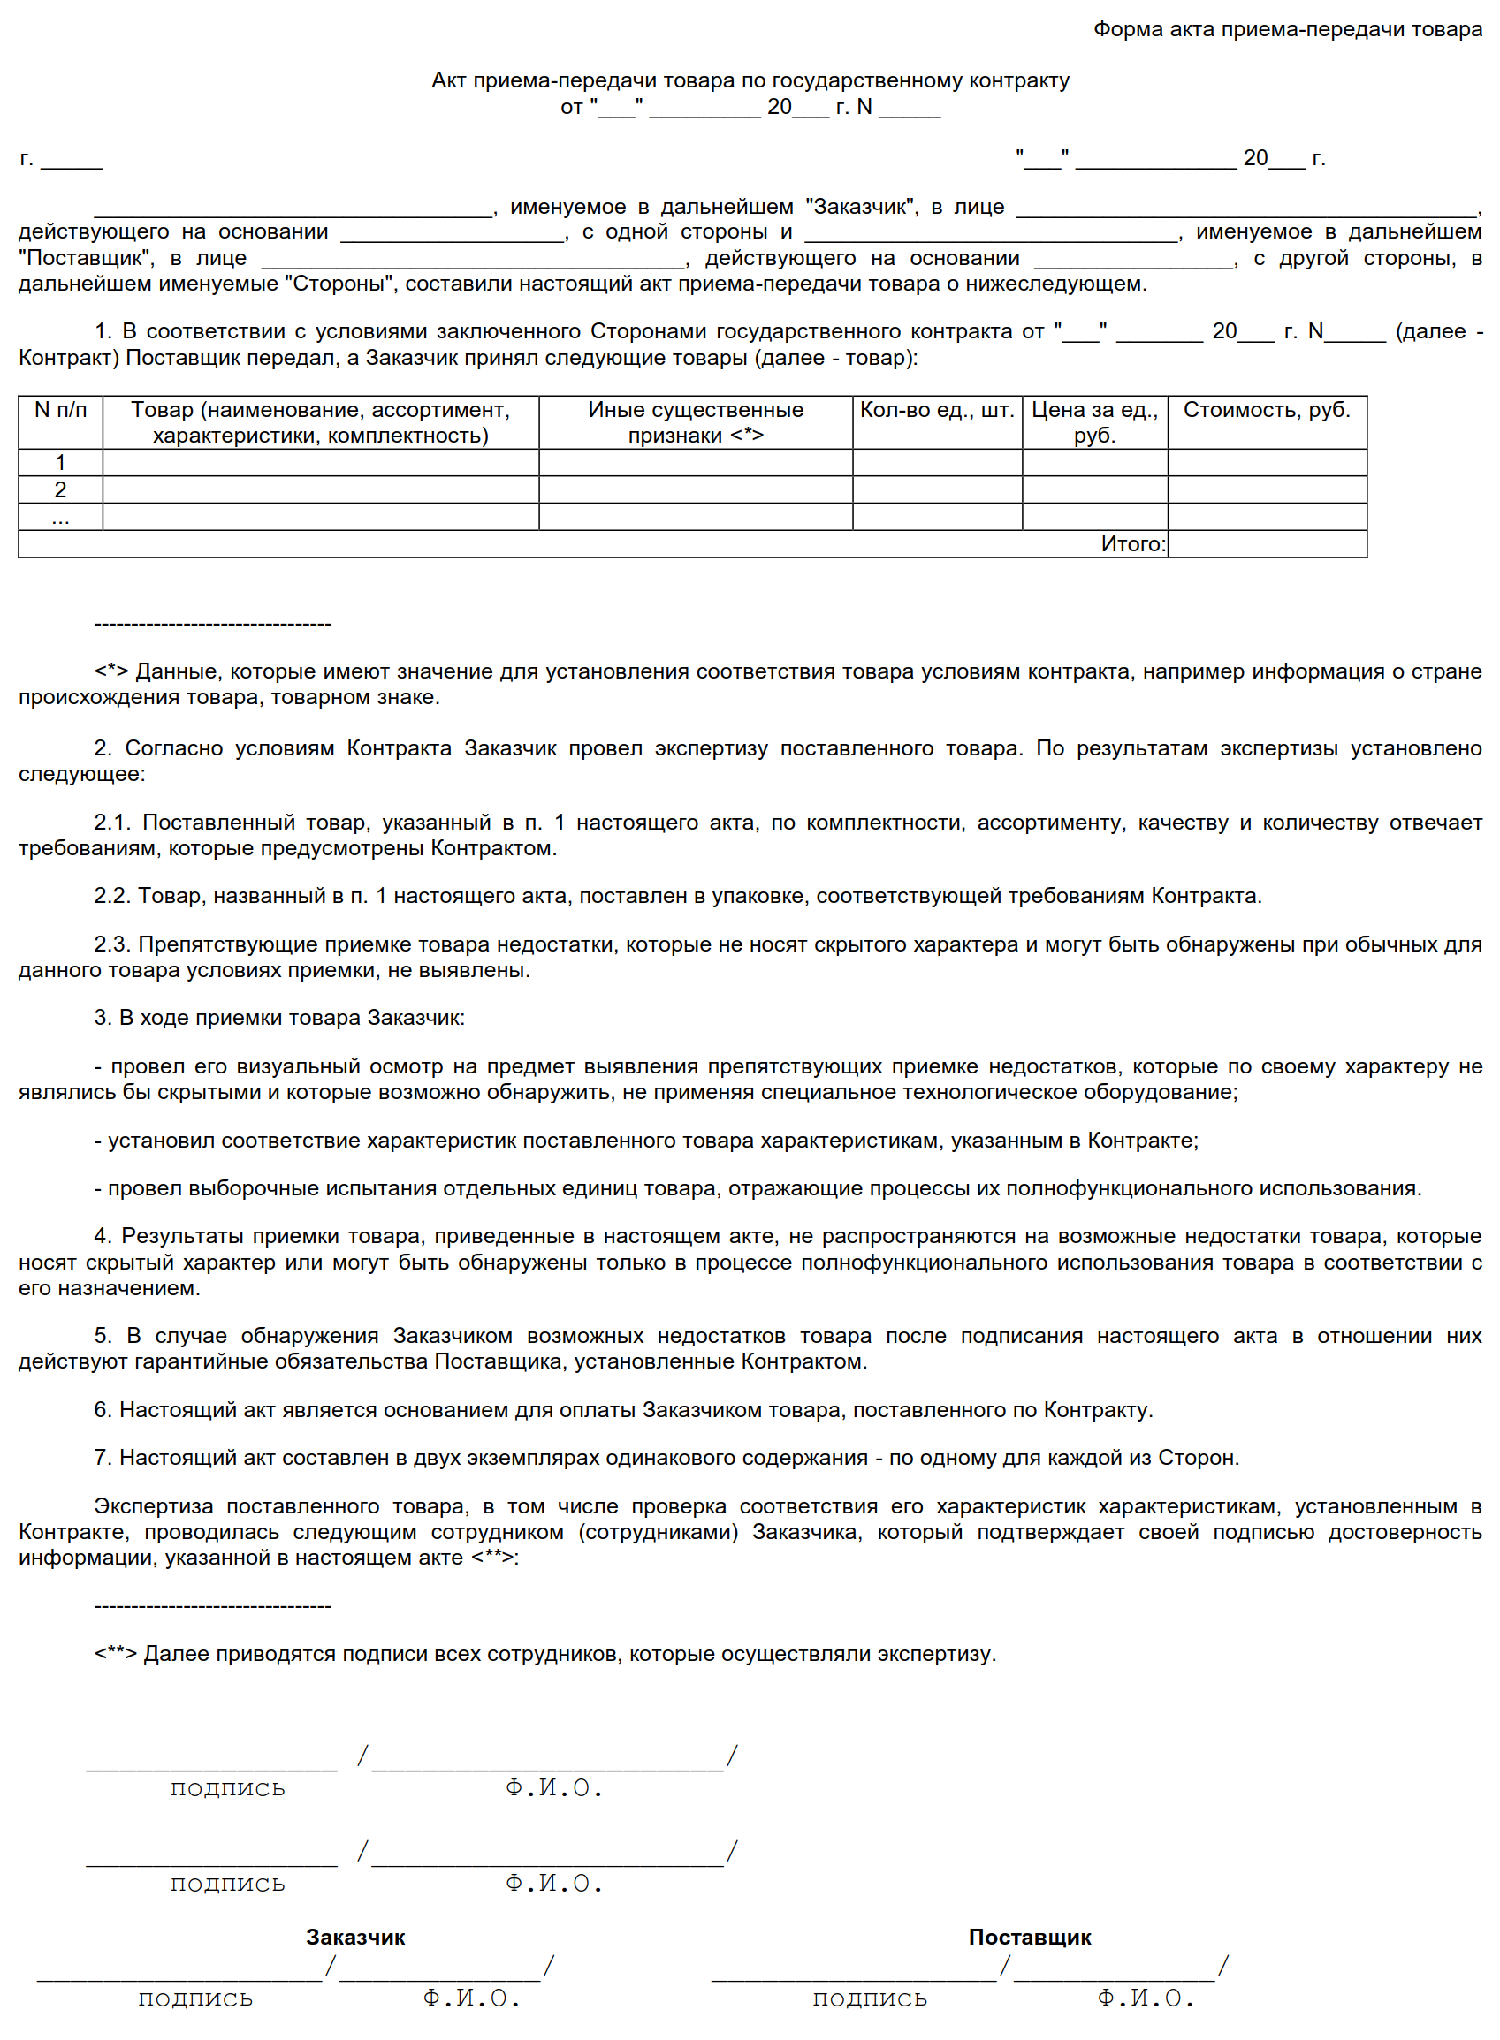 Форма акта приема-передачи товара
Акт приема-передачи товара по государственному контракту
от "___" _________ 20___ г. N _____
г. _____ "___" _____________ 20___ г.
________________________________, именуемое в дальнейшем "Заказчик", в лице _____________________________________,
действующего на основании __________________, с одной стороны и ______________________________, именуемое в дальнейшем
"Поставщик", в лице __________________________________, действующего на основании ________________, с другой стороны, в
дальнейшем именуемые "Стороны", составили настоящий акт приема-передачи товара о нижеследующем.
1. В соответствии с условиями заключенного Сторонами государственного контракта от "___" _______ 20___ г. N_____ (далее -
Контракт) Поставщик передал, а Заказчик принял следующие товары (далее - товар):
N п/п Товар (наименование, ассортимент, характеристики, комплектность) Иные существенные признаки <*> Кол-во ед., шт. Цена за ед., руб. Стоимость, руб.
1
2
...
Итого:
--------------------------------
<*> Данные, которые имеют значение для установления соответствия товара условиям контракта, например информация о стране
происхождения товара, товарном знаке.
2. Согласно условиям Контракта Заказчик провел экспертизу поставленного товара. По результатам экспертизы установлено
следующее:
2.1. Поставленный товар, указанный в п. 1 настоящего акта, по комплектности, ассортименту, качеству и количеству отвечает
требованиям, которые предусмотрены Контрактом.
2.2. Товар, названный в п. 1 настоящего акта, поставлен в упаковке, соответствующей требованиям Контракта.
2.3. Препятствующие приемке товара недостатки, которые не носят скрытого характера и могут быть обнаружены при обычных для
данного товара условиях приемки, не выявлены.
3. В ходе приемки товара Заказчик:
- провел его визуальный осмотр на предмет выявления препятствующих приемке недостатков, которые по своему характеру не
являлись бы скрытыми и которые возможно обнаружить, не применяя специальное технологическое оборудование;
- установил соответствие характеристик поставленного товара характеристикам, указанным в Контракте;
- провел выборочные испытания отдельных единиц товара, отражающие процессы их полнофункционального использования.
4. Результаты приемки товара, приведенные в настоящем акте, не распространяются на возможные недостатки товара, которые
носят скрытый характер или могут быть обнаружены только в процессе полнофункционального использования товара в соответствии с
его назначением.
5. В случае обнаружения Заказчиком возможных недостатков товара после подписания настоящего акта в отношении них
действуют гарантийные обязательства Поставщика, установленные Контрактом.
6. Настоящий акт является основанием для оплаты Заказчиком товара, поставленного по Контракту.
7. Настоящий акт составлен в двух экземплярах одинакового содержания - по одному для каждой из Сторон.
Экспертиза поставленного товара, в том числе проверка соответствия его характеристик характеристикам, установленным в
Контракте, проводилась следующим сотрудником (сотрудниками) Заказчика, который подтверждает своей подписью достоверность
информации, указанной в настоящем акте <**>:
--------------------------------
<**> Далее приводятся подписи всех сотрудников, которые осуществляли экспертизу.
_______________ /_____________________/
подпись Ф.И.О.
_______________ /_____________________/
подпись Ф.И.О.
Заказчик Поставщик
_________________/____________/ _________________/____________/
подпись Ф.И.О. подпись Ф.И.О.